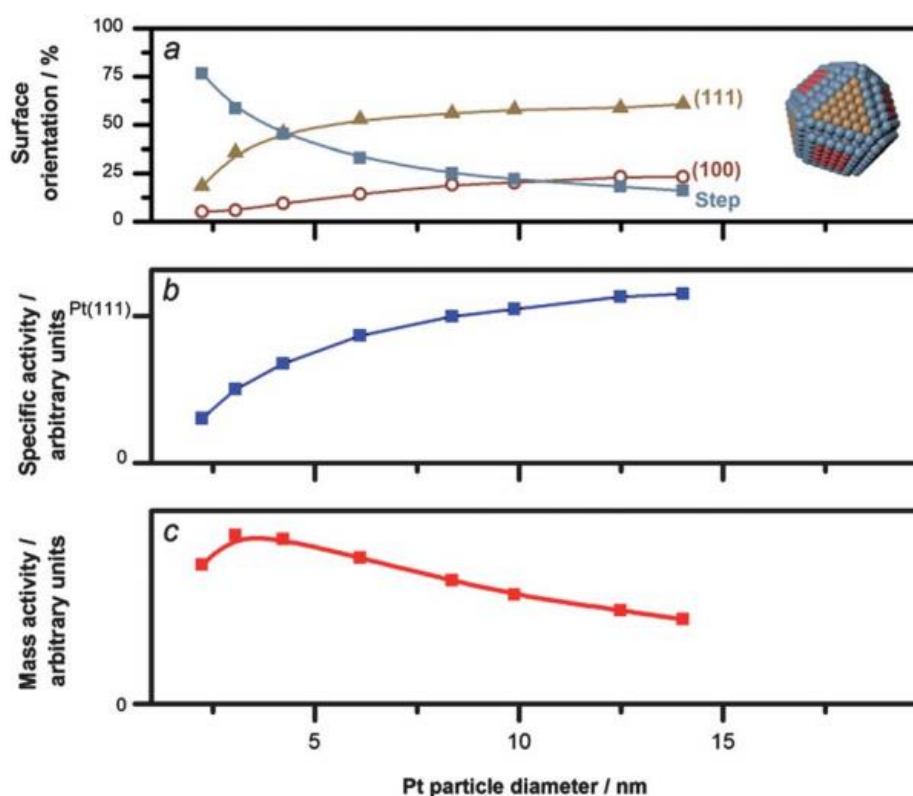 100
a
75
50
25
0
Surface
orientation / %
(111)
(100)
Step
b
Pt(111)
0
Specific activity /
arbitrary units
c
0
Mass activity /
arbitrary units
5
10
15
Pt particle diameter / nm